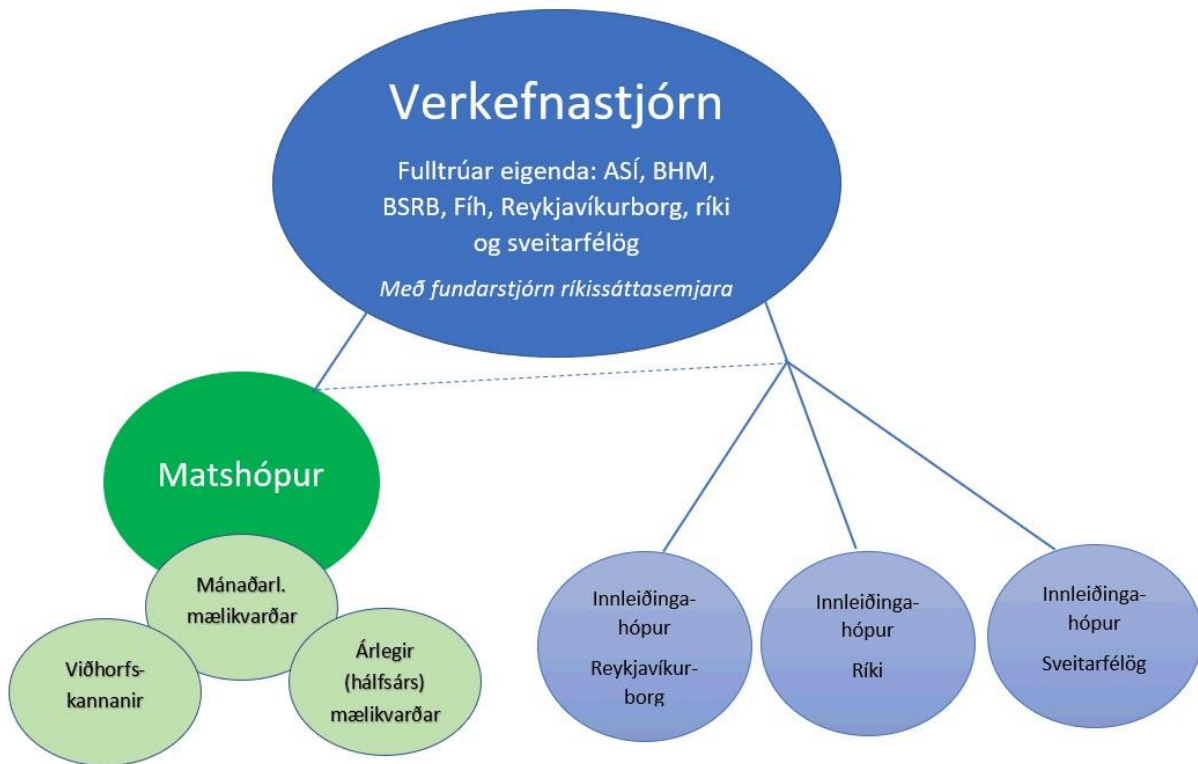 Verkefnastjórn
Fulltrúar eigenda: ASÍ, BHM,
BSRB, Fíh, Reykjavíkurborg, ríki
og sveitarfélög
Með fundarstjórn ríkissáttasemjara
Matshópur
Mánaðarl.
mælikvarðar
Viðhorfs-
kannanir
Árlegir
(hálfsárs)
mælikvarðar
Innleiðinga-
hópur
Reykjavíkur-
borg
Innleiðinga-
hópur
Ríki
Innleiðinga-
hópur
Sveitarfélög